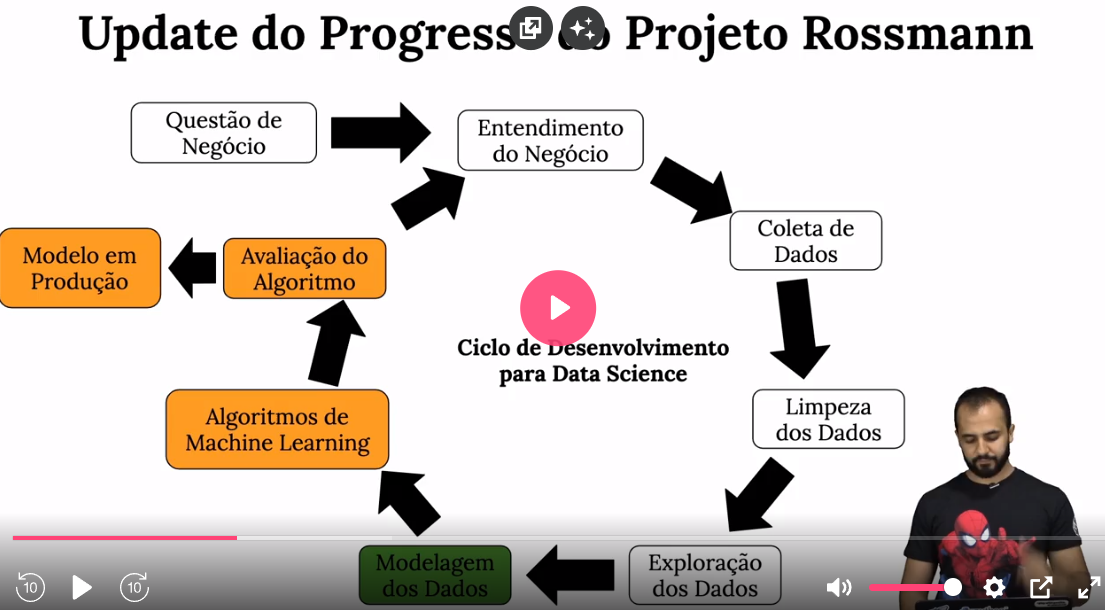 Update do Progresso do Projeto Rossmann
Questão de
Negócio
Entendimento
do Negócio
Coleta de
Dados
Limpeza
dos Dados
Exploração
dos Dados
Modelagem
dos Dados
Algoritmos de
Machine Learning
Avaliação do
Algoritmo
Modelo em
Produção
Ciclo de Desenvolvimento
para Data Science
10
10